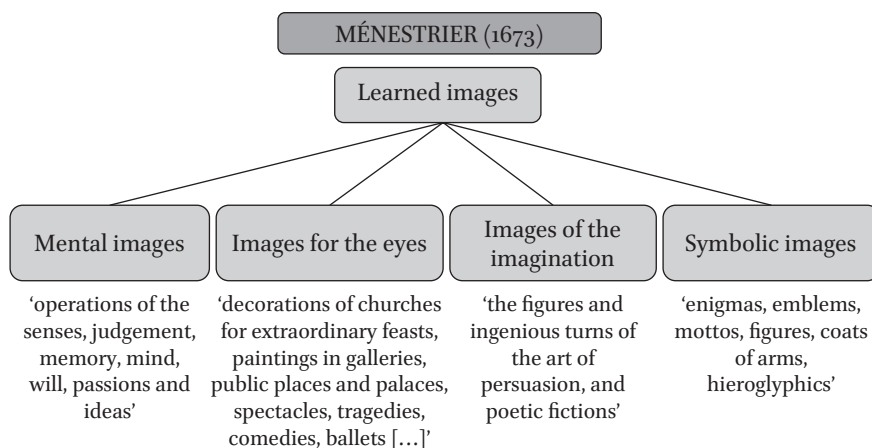 MÉNESTRIER (1673)
Learned images
Mental images
‘operations of the
senses, judgement,
memory, mind,
will, passions and
ideas’
Images for the eyes
‘decorations of churches
for extraordinary feasts,
paintings in galleries,
public places and palaces,
spectacles, tragedies,
comedies, ballets […]’
Images of the
imagination
‘the figures and
ingenious turns of
the art of
persuasion, and
poetic fictions’
Symbolic images
‘enigmas, emblems,
mottos, figures, coats
of arms,
hieroglyphics’